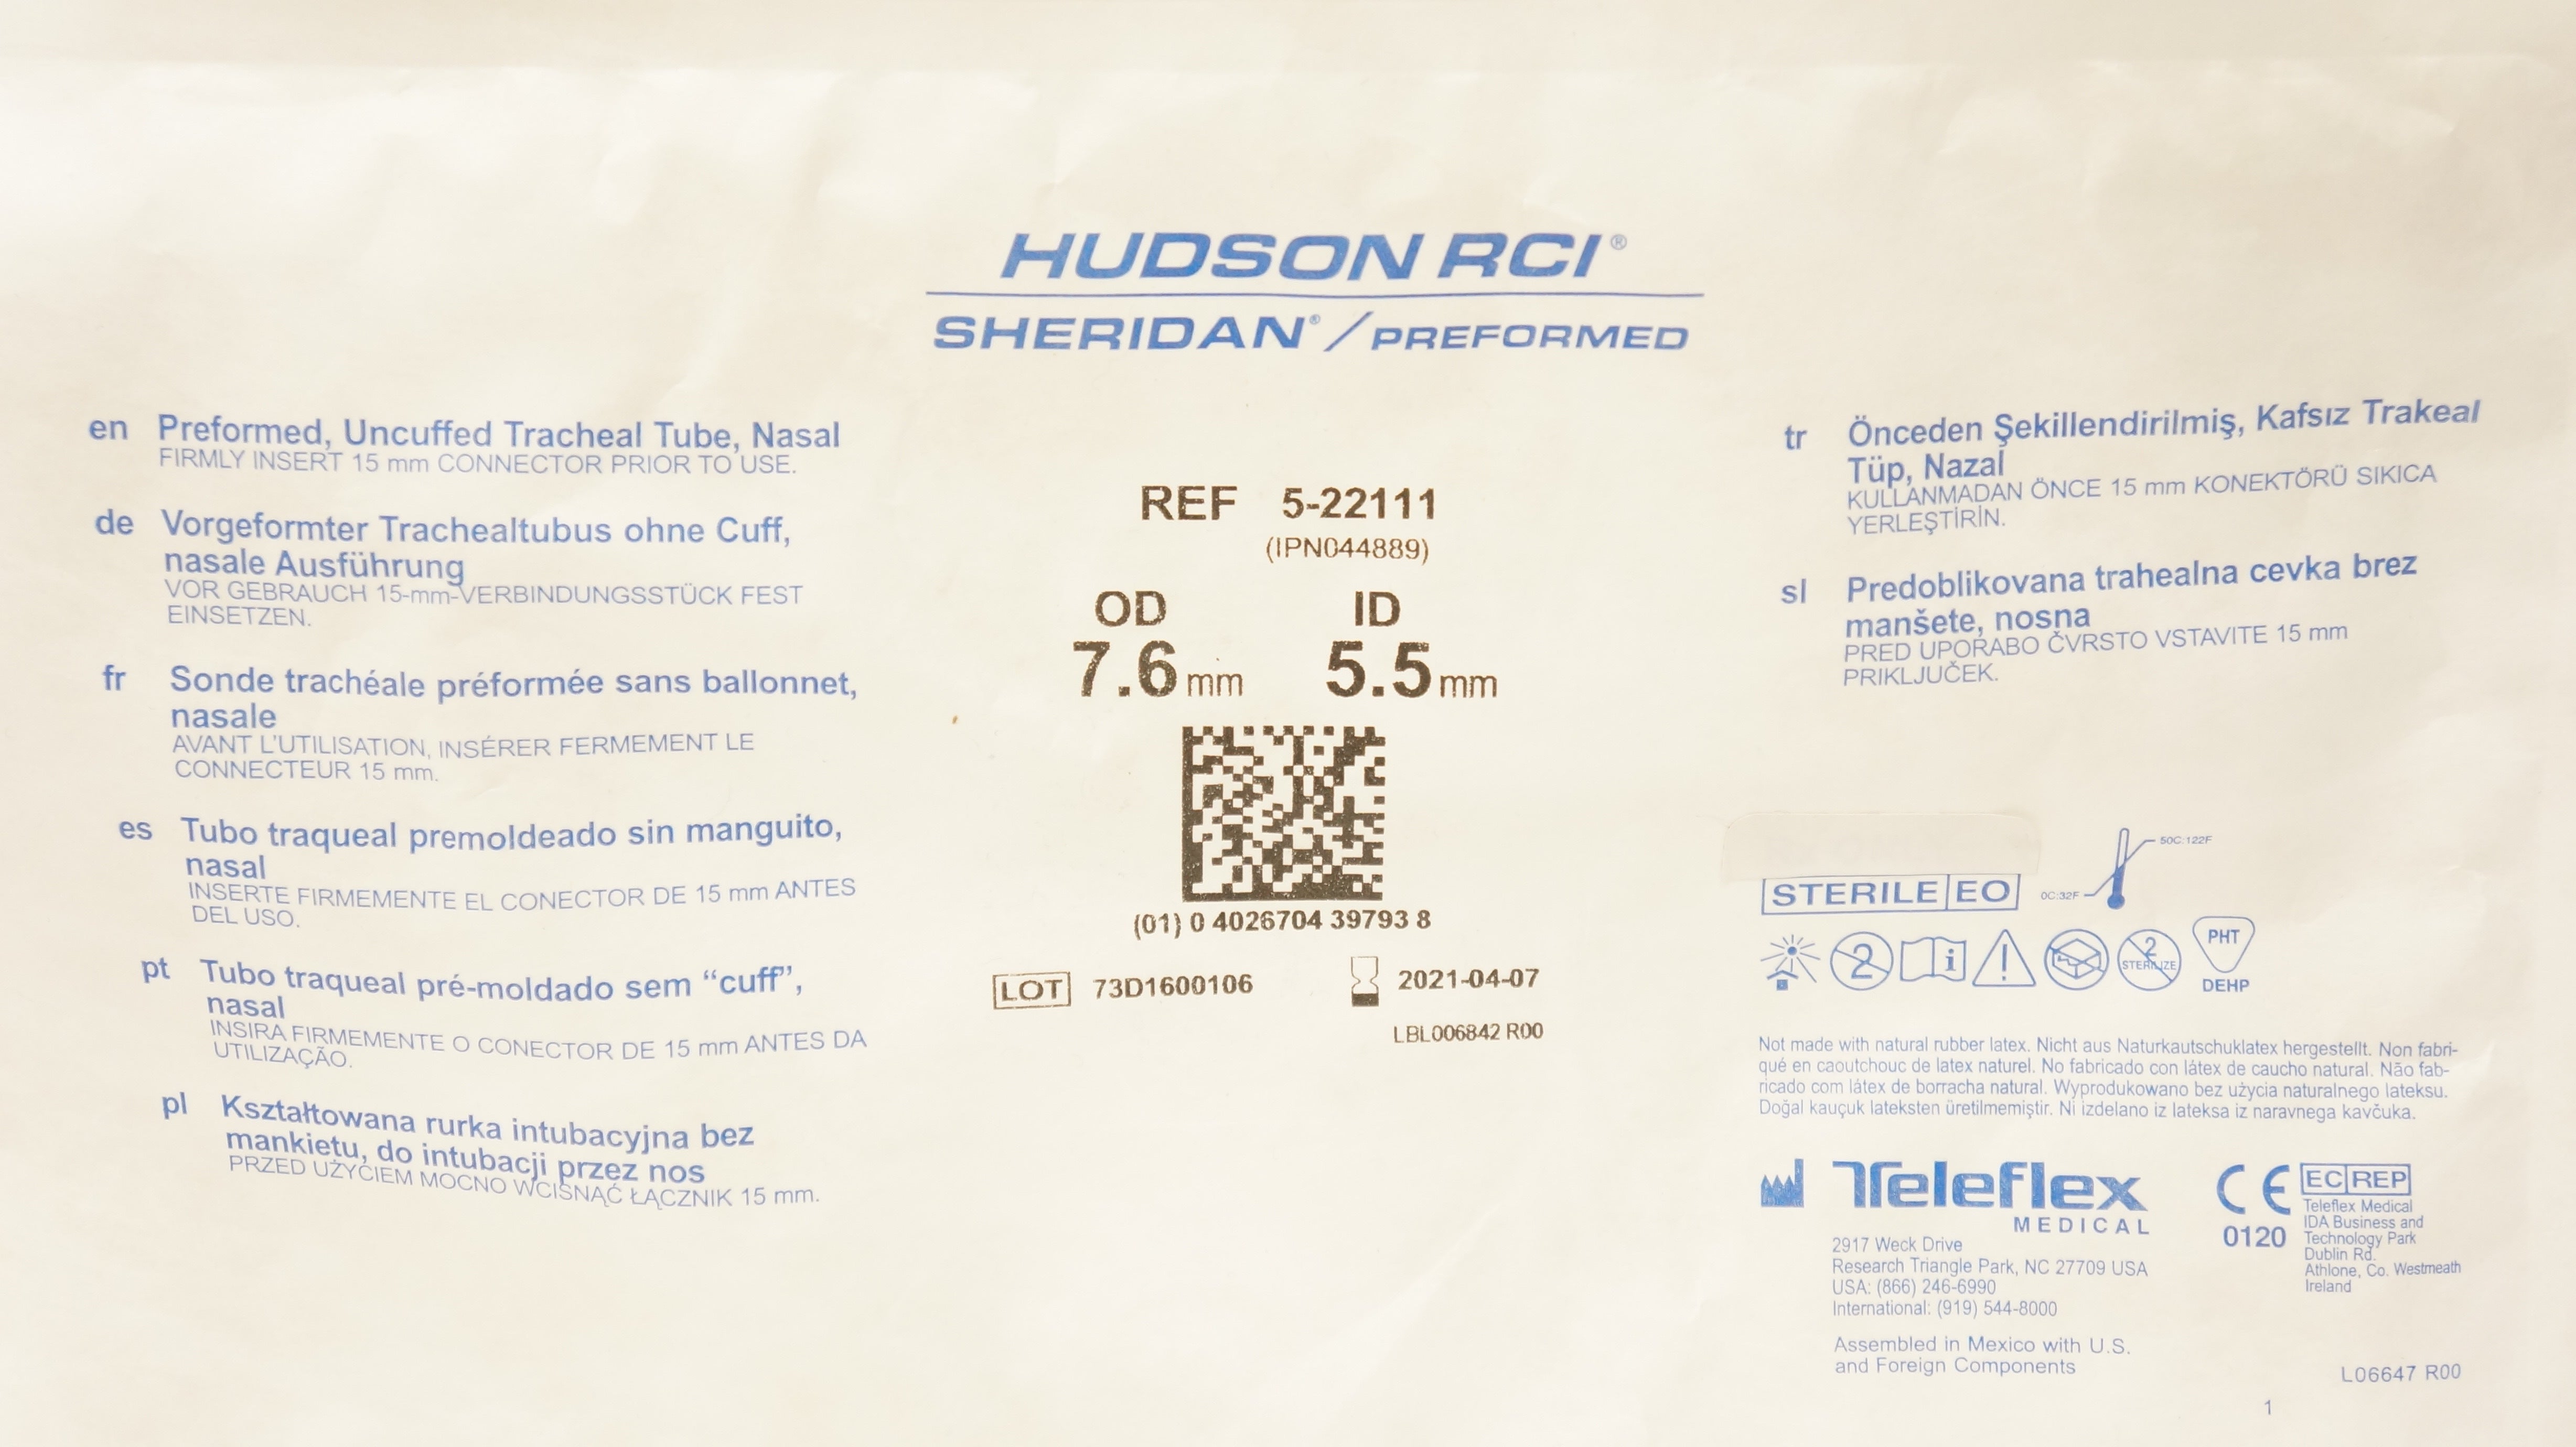 HUDSON RCI®
SHERIDAN® / PREFORMED
en Preformed, Uncuffed Tracheal Tube, Nasal
FIRMLY INSERT 15 mm CONNECTOR PRIOR TO USE.
de Vorgeformter Trachealtubus ohne Cuff,
nasale Ausführung
VOR GEBRAUCH 15-mm-VERBINDUNGSSTÜCK FEST
EINSETZEN.
fr Sonde trachéale préformée sans ballonnet,
nasale
AVANT L'UTILISATION, INSÉRER FERMEMENT LE
CONNECTEUR 15 mm.
es Tubo traqueal premoldeado sin manguito,
nasal
INSERTE FIRMEMENTE EL CONECTOR DE 15 mm ANTES
DEL USO.
pt Tubo traqueal pré-moldado sem “cuff”,
nasal
INSIRA FIRMEMENTE O CONECTOR DE 15 mm ANTES DA
UTILIZAÇÃO.
pl Kształtowana rurka intubacyjna bez
mankietu, do intubacji przez nos
PRZED UŻYCIEM MOCNO WCISNĄĆ ŁĄCZNIK 15 mm.
REF 5-22111
(IPN044889)
OD ID
7.6 mm 5.5 mm
(01) 0 4026704 39793 8
LOT 73D1600106 2021-04-07
LBL006842 R00
tr Önceden Şekillendirilmiş, Kafsız Trakeal
Tüp, Nazal
KULLANMADAN ÖNCE 15 mm KONEKTÖRÜ SIKICA
YERLEŞTİRİN.
sl Predoblikovana trahealna cevka brez
manšete, nosna
PRED UPORABO ČVRSTO VSTAVITE 15 mm
PRIKLJUČEK.
50C:122F
STERILE EO 0C:32F
2 i ! 2 STERILIZE PHT
DEHP
Not made with natural rubber latex. Nicht aus Naturkautschuklatex hergestellt. Non fabri-
qué en caoutchouc de latex naturel. No fabricado con látex de caucho natural. Não fab-
ricado com látex de borracha natural. Wyprodukowano bez użycia naturalnego lateksu.
Doğal kauçuk lateksten üretilmemiştir. Ni izdelano iz lateksa iz naravnega kavčuka.
Teleflex
MEDICAL
2917 Weck Drive
Research Triangle Park, NC 27709 USA
USA: (866) 246-6990
International: (919) 544-8000
Assembled in Mexico with U.S.
and Foreign Components
CE
0120
EC REP
Teleflex Medical
IDA Business and
Technology Park
Dublin Rd.
Athlone, Co. Westmeath
Ireland
L06647 R00
1